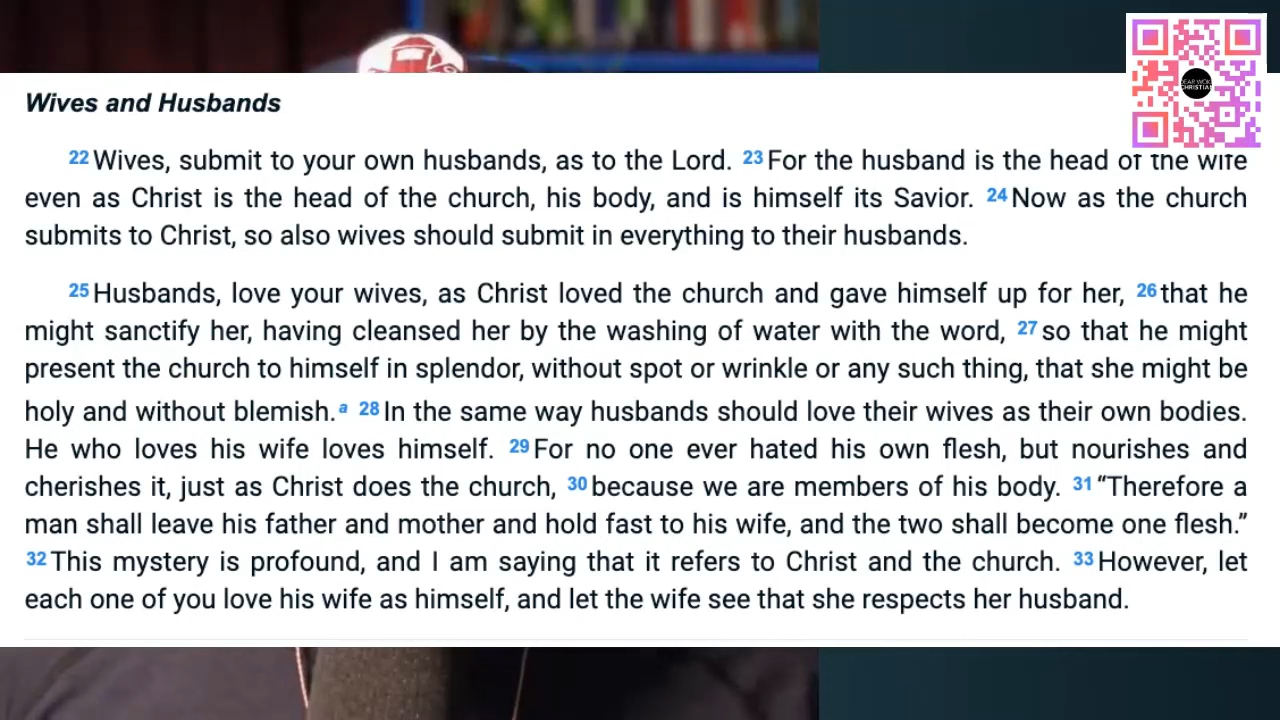 Wives and Husbands
22 Wives, submit to your own husbands, as to the Lord. 23 For the husband is the head of the wife
even as Christ is the head of the church, his body, and is himself its Savior. 24 Now as the church
submits to Christ, so also wives should submit in everything to their husbands.
25 Husbands, love your wives, as Christ loved the church and gave himself up for her, 26 that he
might sanctify her, having cleansed her by the washing of water with the word, 27 so that he might
present the church to himself in splendor, without spot or wrinkle or any such thing, that she might be
holy and without blemish. a 28 In the same way husbands should love their wives as their own bodies.
He who loves his wife loves himself. 29 For no one ever hated his own flesh, but nourishes and
cherishes it, just as Christ does the church, 30 because we are members of his body. 31 “Therefore a
man shall leave his father and mother and hold fast to his wife, and the two shall become one flesh.”
32 This mystery is profound, and I am saying that it refers to Christ and the church. 33 However, let
each one of you love his wife as himself, and let the wife see that she respects her husband.